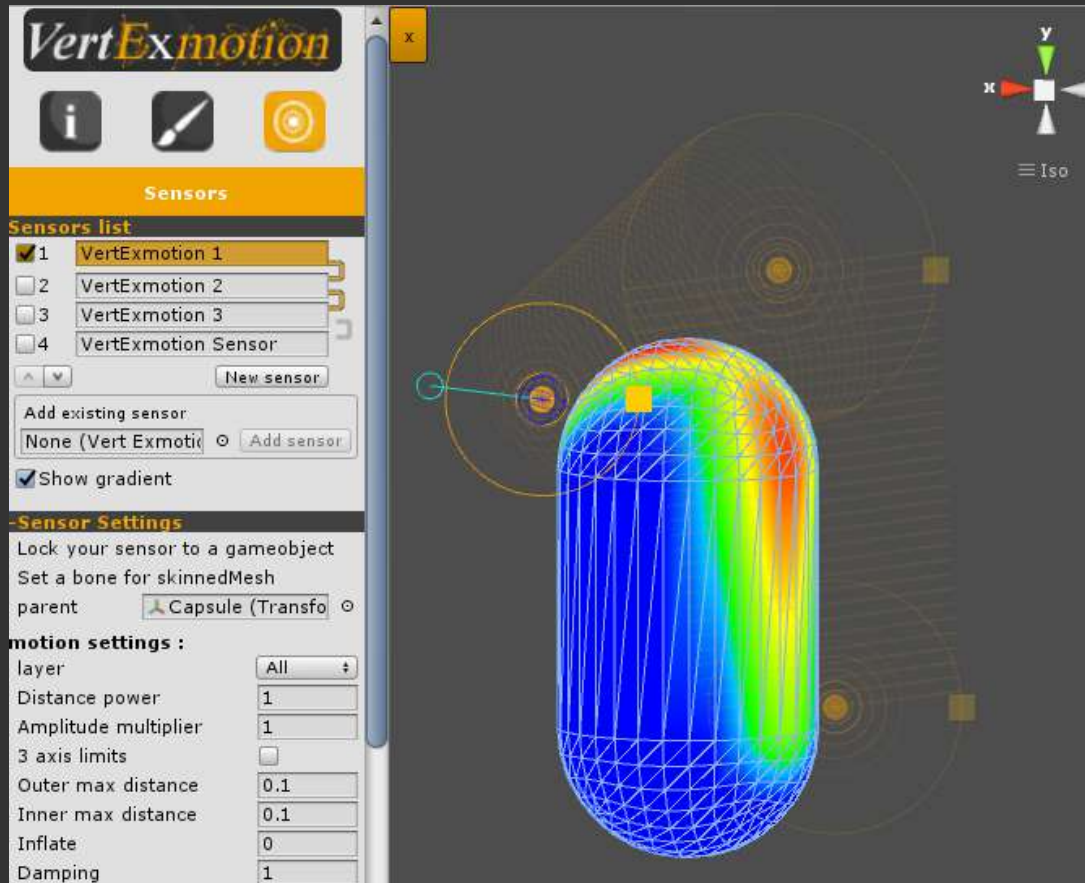 VertExmotion
x
y
x
Iso
Sensors
Sensors list
1 VertExmotion 1
2 VertExmotion 2
3 VertExmotion 3
4 VertExmotion Sensor
New sensor
Add existing sensor
None (Vert Exmotic Add sensor
Show gradient
-Sensor Settings
Lock your sensor to a gameobject
Set a bone for skinnedMesh
parent Capsule (Transfo
motion settings :
layer All
Distance power 1
Amplitude multiplier 1
3 axis limits
Outer max distance 0.1
Inner max distance 0.1
Inflate 0
Damping 1